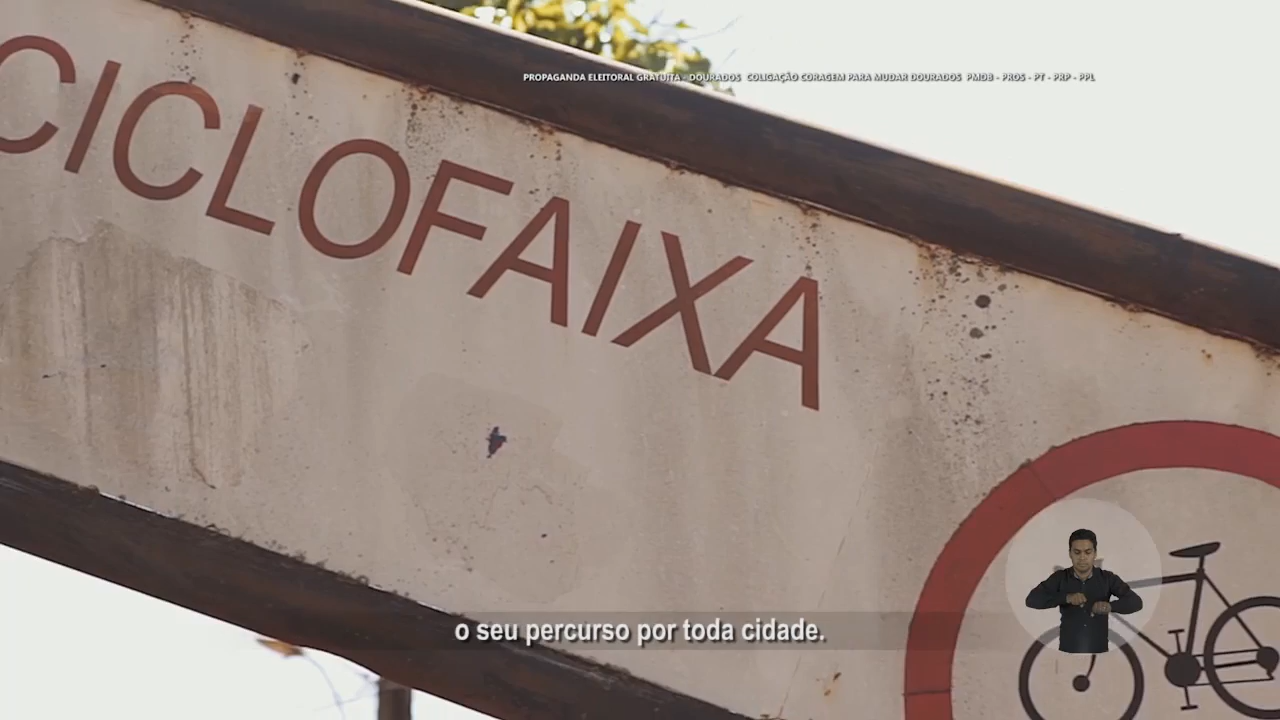 PROPAGANDA ELEITORAL GRATUITA - DOURADOS COLIGAÇÃO CORAGEM PARA MUDAR DOURADOS PMDB - PROS - PT - PRP - PPL
CICLOFAIXA
o seu percurso por toda cidade.